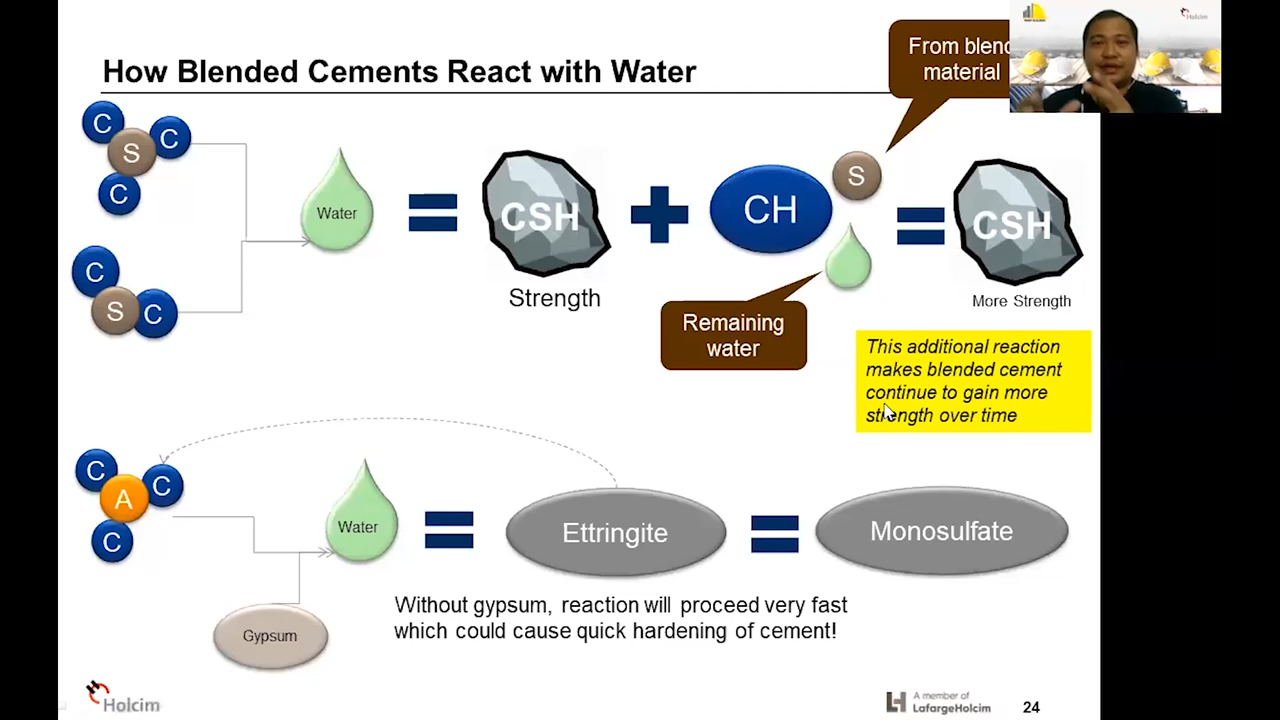 How Blended Cements React with Water
From blend
material
Holcim
C
C
S
C
C
S
C
Water
CSH
Strength
CH
S
CSH
More Strength
Remaining
water
This additional reaction
makes blended cement
continue to gain more
strength over time
C
C
A
C
Water
Ettringite
Monosulfate
Gypsum
Without gypsum, reaction will proceed very fast
which could cause quick hardening of cement!
Holcim
A member of
LafargeHolcim
24